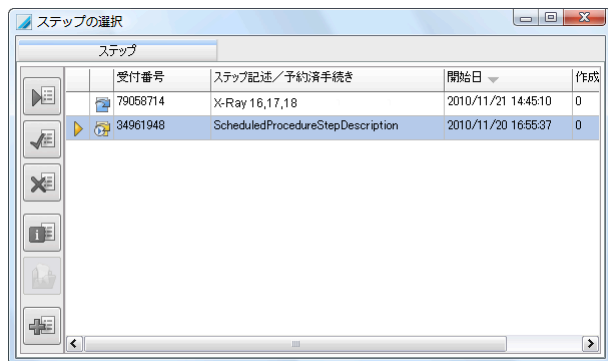 ステップの選択
ステップ
受付番号 ステップ記述／予約済手続き 開始日 作成
79058714 X-Ray 16,17,18 2010/11/21 14:45:10 0
34961948 ScheduledProcedureStepDescription 2010/11/20 16:55:37 0